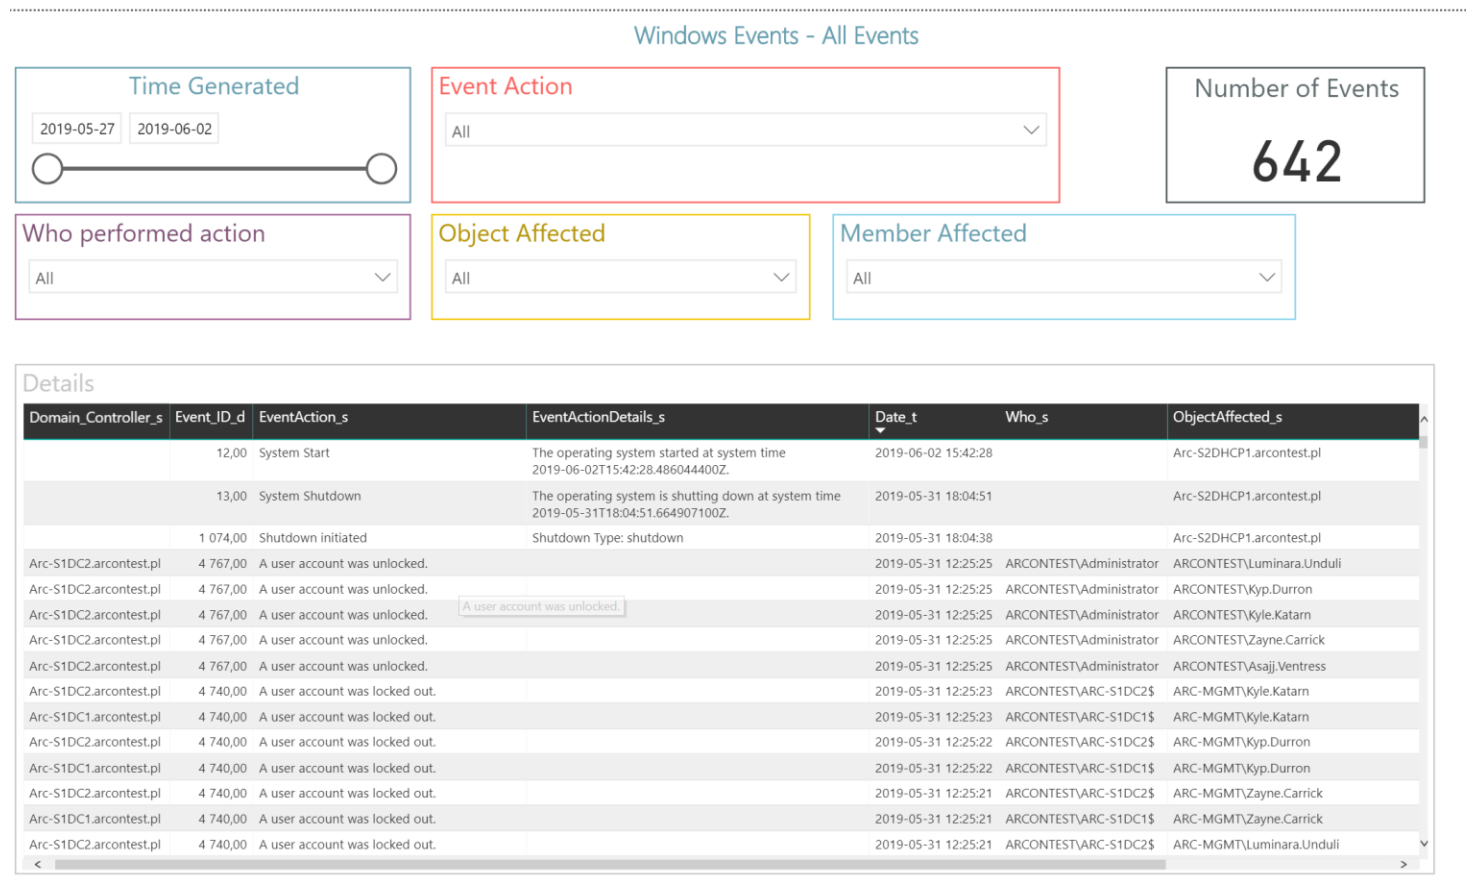 Windows Events - All Events
Time Generated
2019-05-27 2019-06-02
Event Action
All
Number of Events
642
Who performed action
All
Object Affected
All
Member Affected
All
Details
Domain_Controller_s Event_ID_d EventAction_s EventActionDetails_s Date_t Who_s ObjectAffected_s
12,00 System Start The operating system started at system time 2019-06-02 15:42:28 Arc-S2DHCP1.arcontest.pl
2019-06-02T15:42:28.486044400Z.
13,00 System Shutdown The operating system is shutting down at system time 2019-05-31 18:04:51 Arc-S2DHCP1.arcontest.pl
2019-05-31T18:04:51.664907100Z.
1 074,00 Shutdown initiated Shutdown Type: shutdown 2019-05-31 18:04:38 Arc-S2DHCP1.arcontest.pl
Arc-S1DC2.arcontest.pl 4 767,00 A user account was unlocked. 2019-05-31 12:25:25 ARCONTEST\Administrator ARCONTEST\Luminara.Unduli
Arc-S1DC2.arcontest.pl 4 767,00 A user account was unlocked. 2019-05-31 12:25:25 ARCONTEST\Administrator ARCONTEST\Kyp.Durron
A user account was unlocked.
Arc-S1DC2.arcontest.pl 4 767,00 A user account was unlocked. 2019-05-31 12:25:25 ARCONTEST\Administrator ARCONTEST\Kyle.Katarn
Arc-S1DC2.arcontest.pl 4 767,00 A user account was unlocked. 2019-05-31 12:25:25 ARCONTEST\Administrator ARCONTEST\Zayne.Carrick
Arc-S1DC2.arcontest.pl 4 767,00 A user account was unlocked. 2019-05-31 12:25:25 ARCONTEST\Administrator ARCONTEST\Asajj.Ventress
Arc-S1DC2.arcontest.pl 4 740,00 A user account was locked out. 2019-05-31 12:25:23 ARCONTEST\ARC-S1DC2$ ARC-MGMT\Kyle.Katarn
Arc-S1DC1.arcontest.pl 4 740,00 A user account was locked out. 2019-05-31 12:25:23 ARCONTEST\ARC-S1DC1$ ARC-MGMT\Kyle.Katarn
Arc-S1DC2.arcontest.pl 4 740,00 A user account was locked out. 2019-05-31 12:25:22 ARCONTEST\ARC-S1DC2$ ARC-MGMT\Kyp.Durron
Arc-S1DC1.arcontest.pl 4 740,00 A user account was locked out. 2019-05-31 12:25:22 ARCONTEST\ARC-S1DC1$ ARC-MGMT\Kyp.Durron
Arc-S1DC2.arcontest.pl 4 740,00 A user account was locked out. 2019-05-31 12:25:21 ARCONTEST\ARC-S1DC2$ ARC-MGMT\Zayne.Carrick
Arc-S1DC1.arcontest.pl 4 740,00 A user account was locked out. 2019-05-31 12:25:21 ARCONTEST\ARC-S1DC1$ ARC-MGMT\Zayne.Carrick
Arc-S1DC2.arcontest.pl 4 740,00 A user account was locked out. 2019-05-31 12:25:21 ARCONTEST\ARC-S1DC2$ ARC-MGMT\Luminara.Unduli